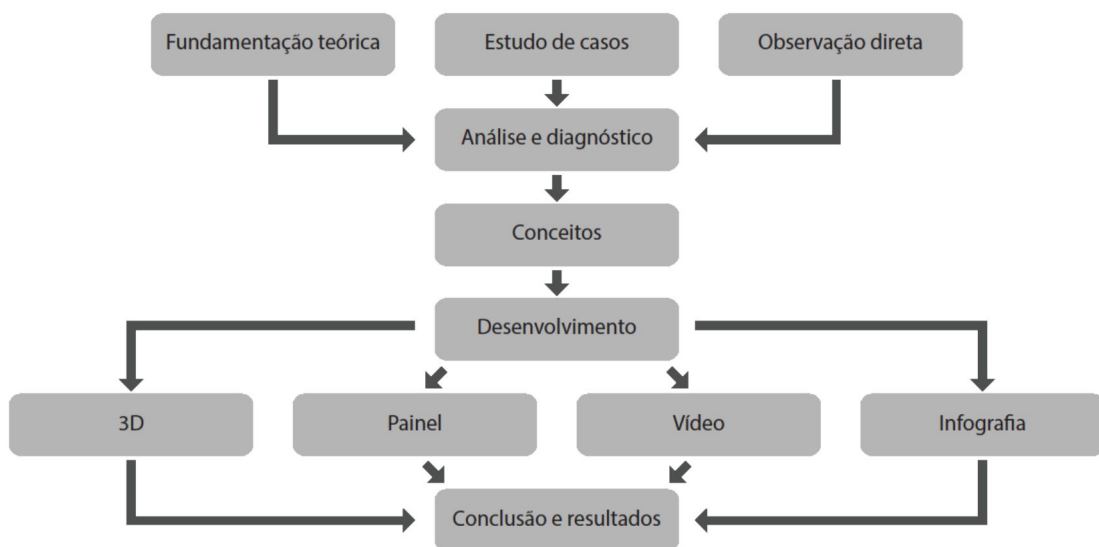 Fundamentação teórica
Estudo de casos
Observação direta
Análise e diagnóstico
Conceitos
Desenvolvimento
3D
Painel
Vídeo
Infografia
Conclusão e resultados